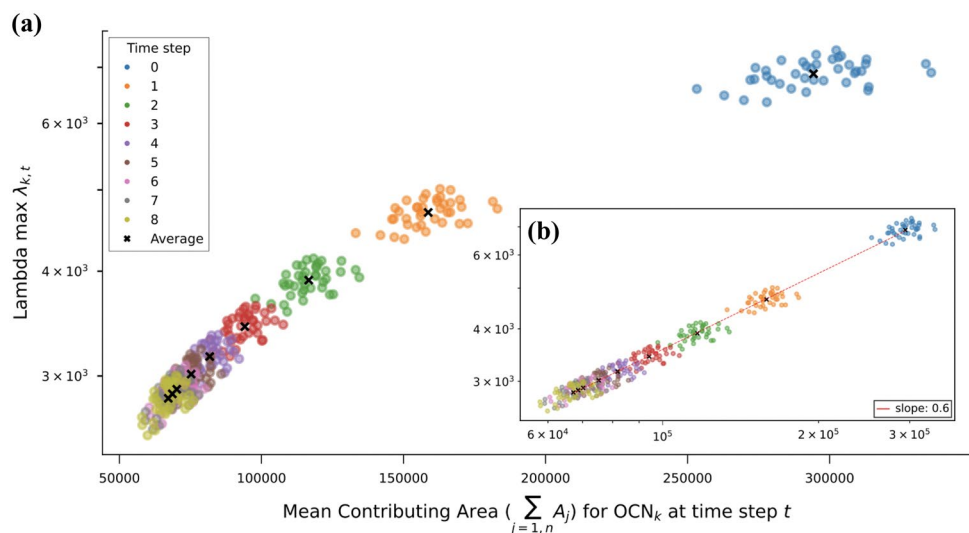 (a)
Time step
0
1
2
3
4
5
6
7
8
Average
Lambda max λk,t
6 × 10³
4 × 10³
3 × 10³
50000 100000 150000 200000 250000 300000
Mean Contributing Area ( ∑ Aj) for OCNk at time step t
j = 1, n
(b)
6 × 10³
4 × 10³
3 × 10³
slope: 0.6
6 × 10⁴ 10⁵ 2 × 10⁵ 3 × 10⁵